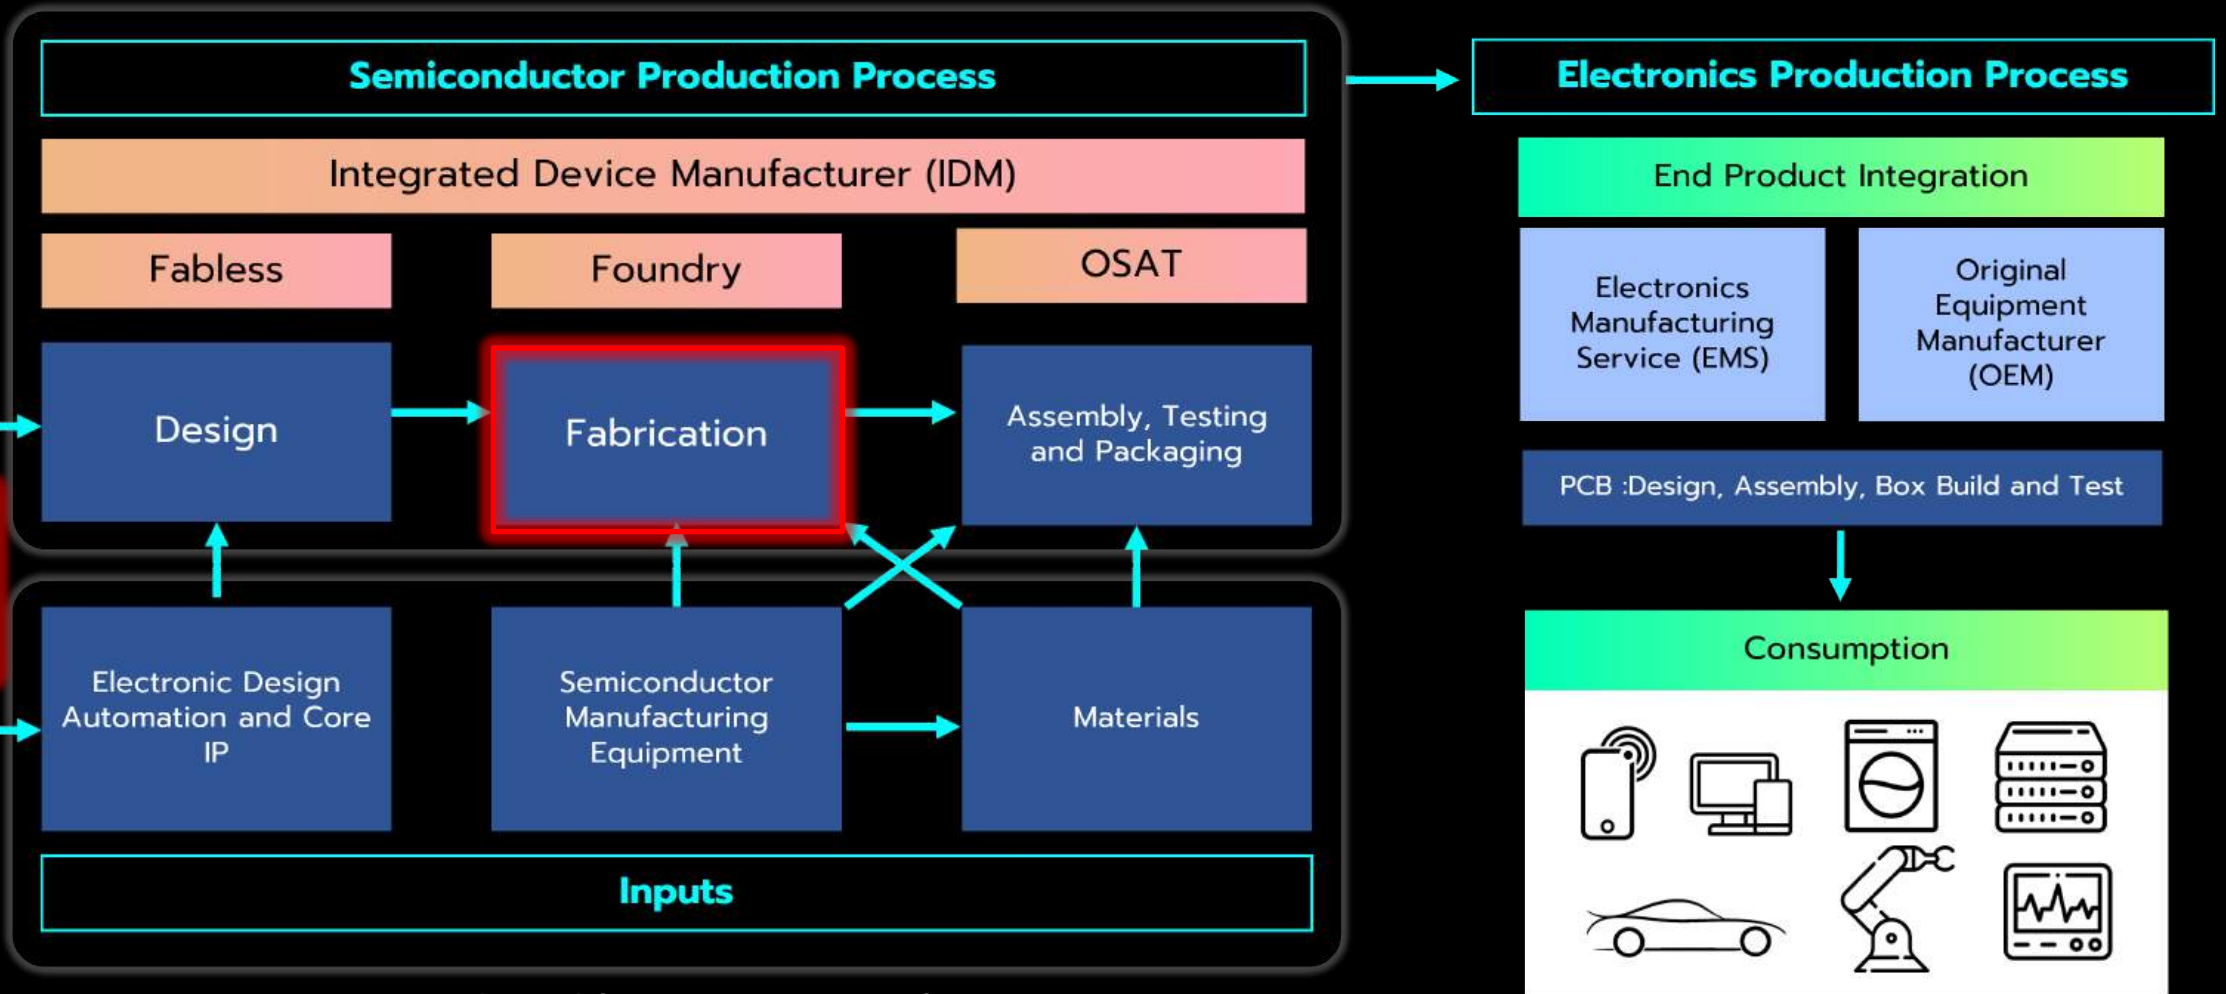 Semiconductor Production Process
Integrated Device Manufacturer (IDM)
Fabless
Foundry
OSAT
Design
Fabrication
Assembly, Testing
and Packaging
Electronic Design
Automation and Core
IP
Semiconductor
Manufacturing
Equipment
Materials
Inputs
Electronics Production Process
End Product Integration
Electronics
Manufacturing
Service (EMS)
Original
Equipment
Manufacturer
(OEM)
PCB :Design, Assembly, Box Build and Test
Consumption